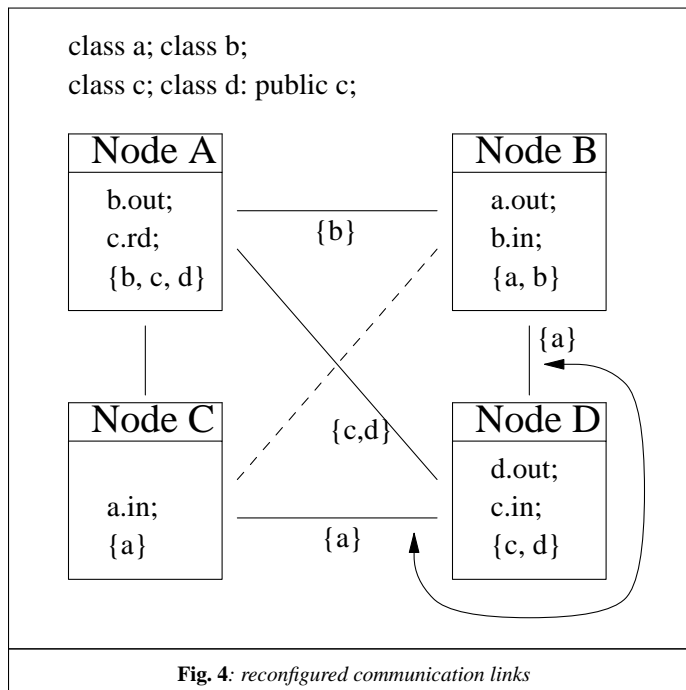 class a; class b;
class c; class d: public c;
Node A
b.out;
c.rd;
{b, c, d}
Node B
a.out;
b.in;
{a, b}
{b}
{a}
{c,d}
Node C
a.in;
{a}
Node D
d.out;
c.in;
{c, d}
{a}
Fig. 4: reconfigured communication links